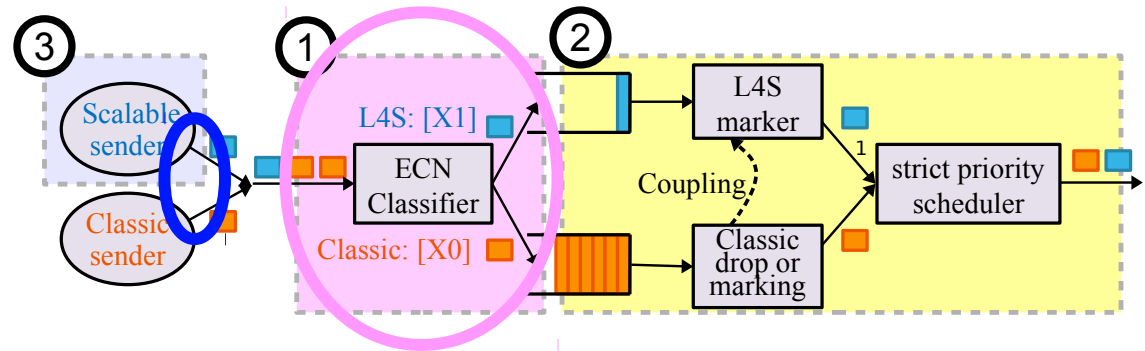 3
1
2
Scalable
sender
Classic
sender
L4S: [X1]
ECN
Classifier
Classic: [X0]
L4S
marker
Coupling
Classic
drop or
marking
1
strict priority
scheduler